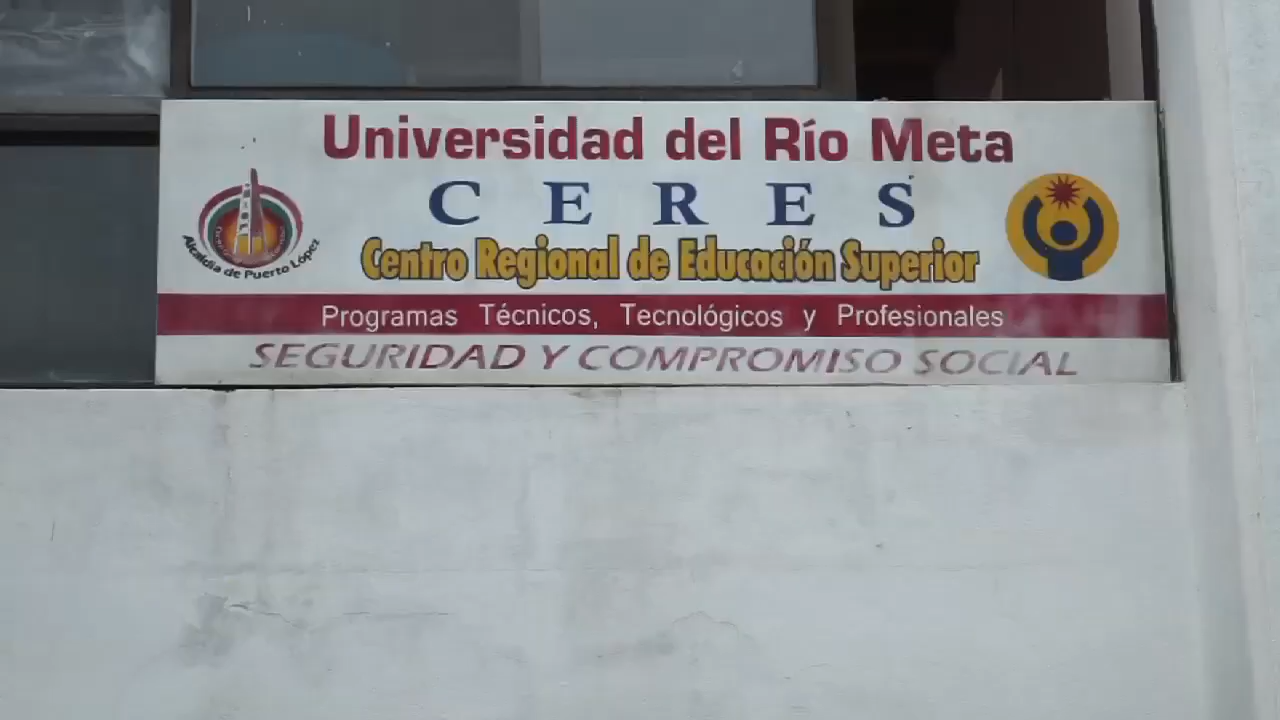 Universidad del Río Meta
CERES
Centro Regional de Educación Superior
Alcaldía de Puerto López
Programas Técnicos, Tecnológicos y Profesionales
SEGURIDAD Y COMPROMISO SOCIAL